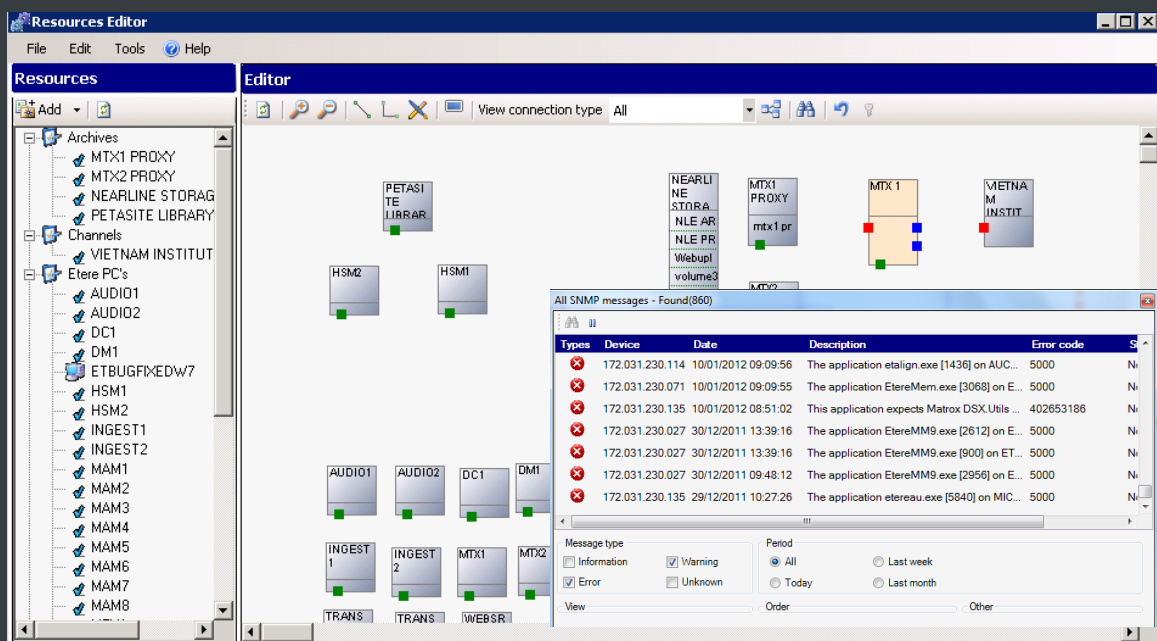 Resources Editor
File Edit Tools Help
Resources
Add
Archives
MTX1 PROXY
MTX2 PROXY
NEARLINE STORAG
PETASITE LIBRARY
Channels
VIETNAM INSTITUT
Etere PC's
AUDIO1
AUDIO2
DC1
DM1
ETBUGFIXEDW7
HSM1
HSM2
INGEST1
INGEST2
MAM1
MAM2
MAM3
MAM4
MAM5
MAM6
MAM7
MAM8
Editor
View connection type All
PETASI
TE
LIBRAR
NEARLI
NE
STORA
NLE AR
NLE PR
Webupl
volume3
MTX1
PROXY
mtx1 pr
MTX 1
VIETNA
M
INSTIT
HSM2
HSM1
MTX2
AUDIO1
AUDIO2
DC1
DM1
INGEST
1
INGEST
2
MTX1
MTX2
TRANS
TRANS
WEBSR
All SNMP messages - Found(860)
Types Device Date Description Error code
172.031.230.114 10/01/2012 09:09:56 The application etalign.exe [1436] on AUC... 5000
172.031.230.071 10/01/2012 09:09:55 The application EtereMem.exe [3068] on E... 5000
172.031.230.135 10/01/2012 08:51:02 This application expects Matrox DSX.Utils ... 402653186
172.031.230.027 30/12/2011 13:39:16 The application EtereMM9.exe [2612] on E... 5000
172.031.230.027 30/12/2011 13:39:16 The application EtereMM9.exe [900] on ET... 5000
172.031.230.027 30/12/2011 09:48:12 The application EtereMM9.exe [2956] on E... 5000
172.031.230.135 29/12/2011 10:27:26 The application etereau.exe [5840] on MIC... 5000
Message type
Information
Warning
Error
Unknown
Period
All
Last week
Today
Last month
View
Order
Other